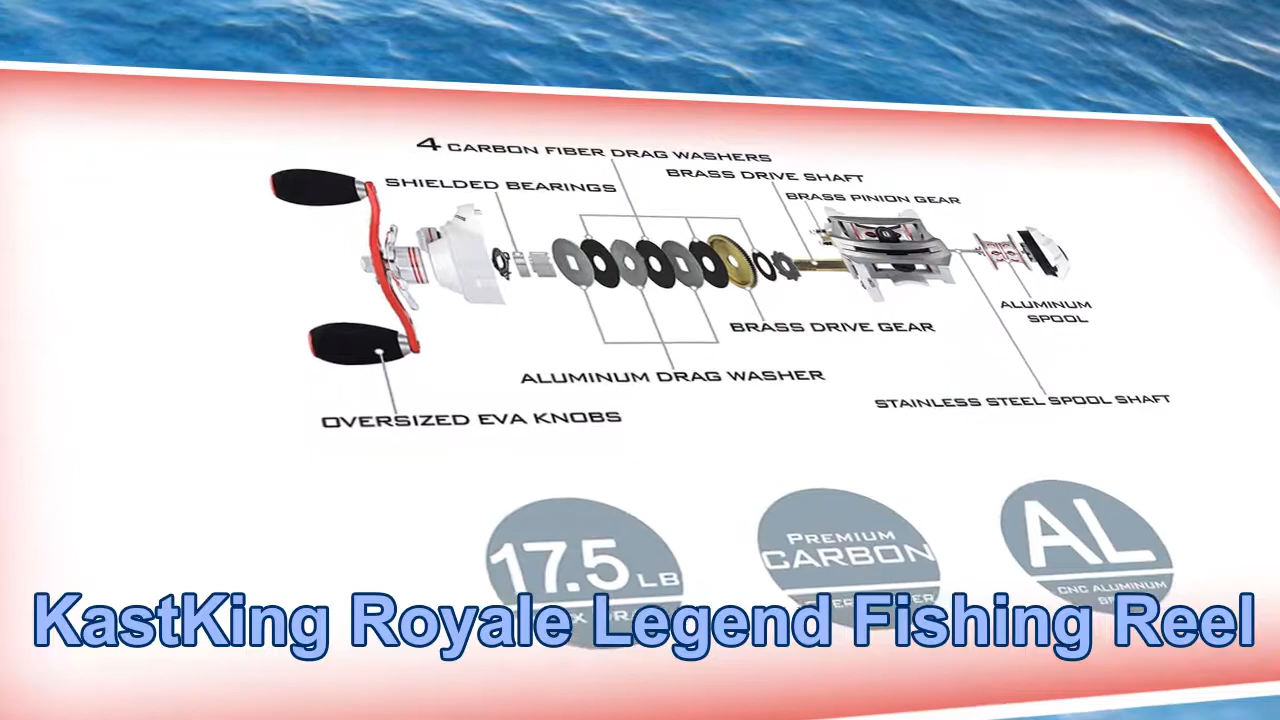 4 CARBON FIBER DRAG WASHERS
BRASS DRIVE SHAFT
SHIELDED BEARINGS
BRASS PINION GEAR
ALUMINUM
SPOOL
BRASS DRIVE GEAR
ALUMINUM DRAG WASHER
STAINLESS STEEL SPOOL SHAFT
OVERSIZED EVA KNOBS
17.5 LB
PREMIUM
CARBON
AL
CNC ALUMINUM
KastKing Royale Legend Fishing Reel